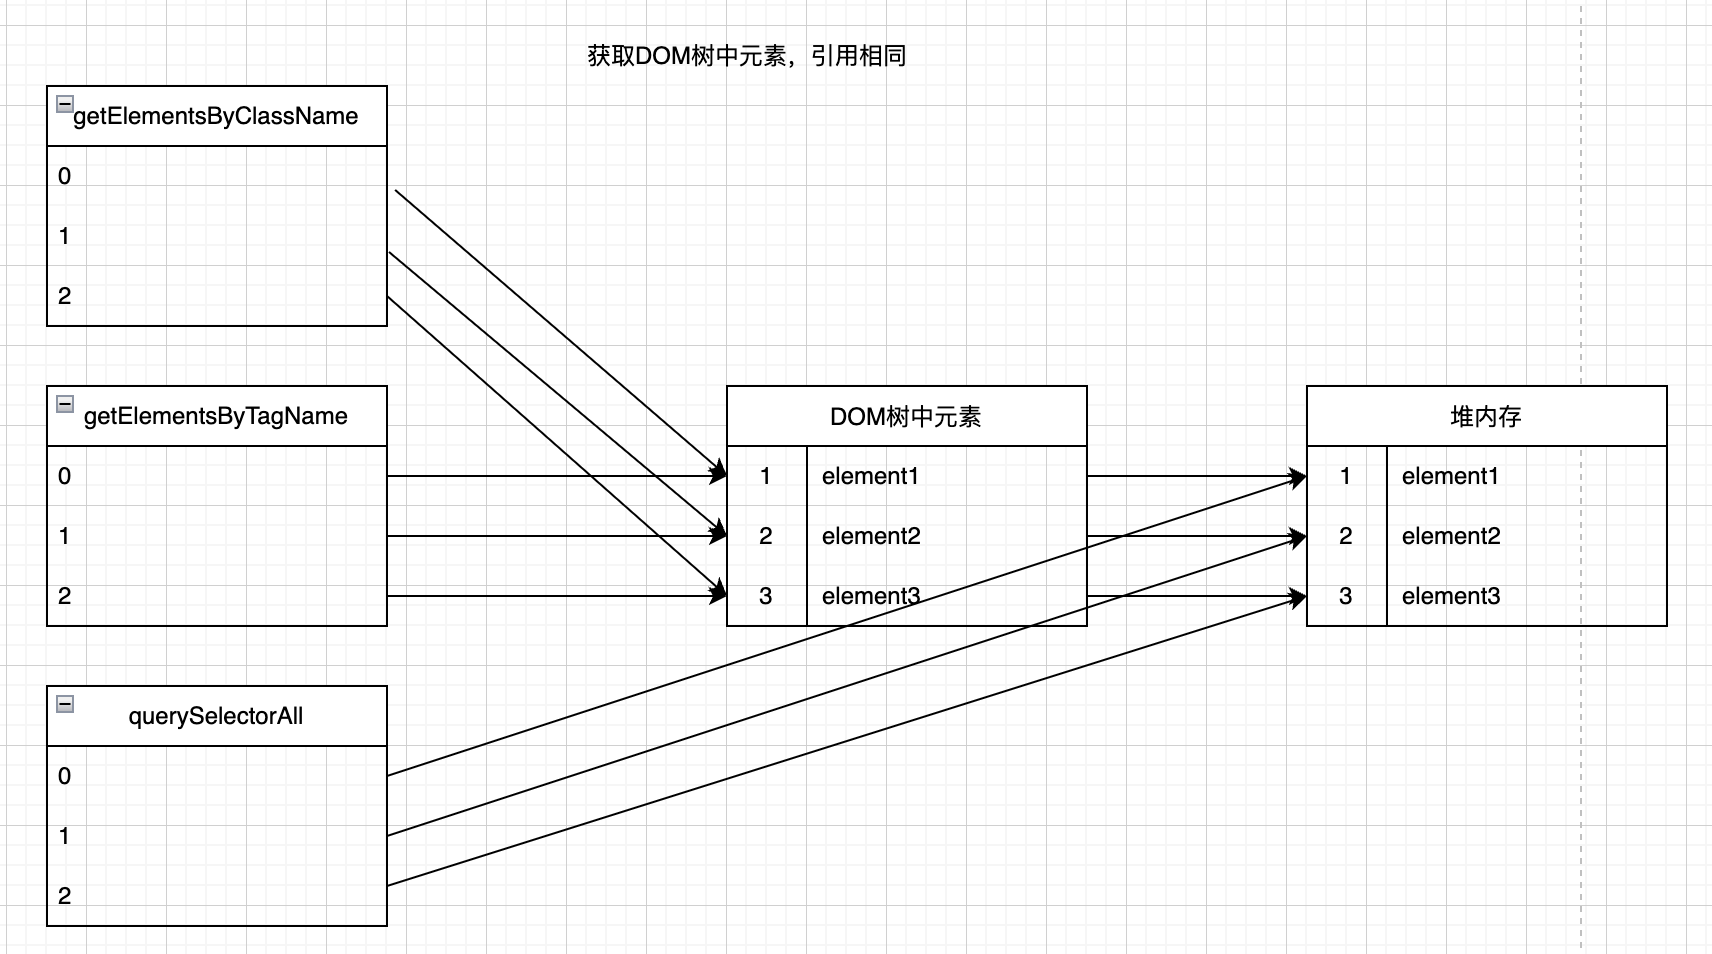 获取DOM树中元素，引用相同
getElementsByClassName
0
1
2
getElementsByTagName
0
1
2
querySelectorAll
0
1
2
DOM树中元素
1 element1
2 element2
3 element3
堆内存
1 element1
2 element2
3 element3